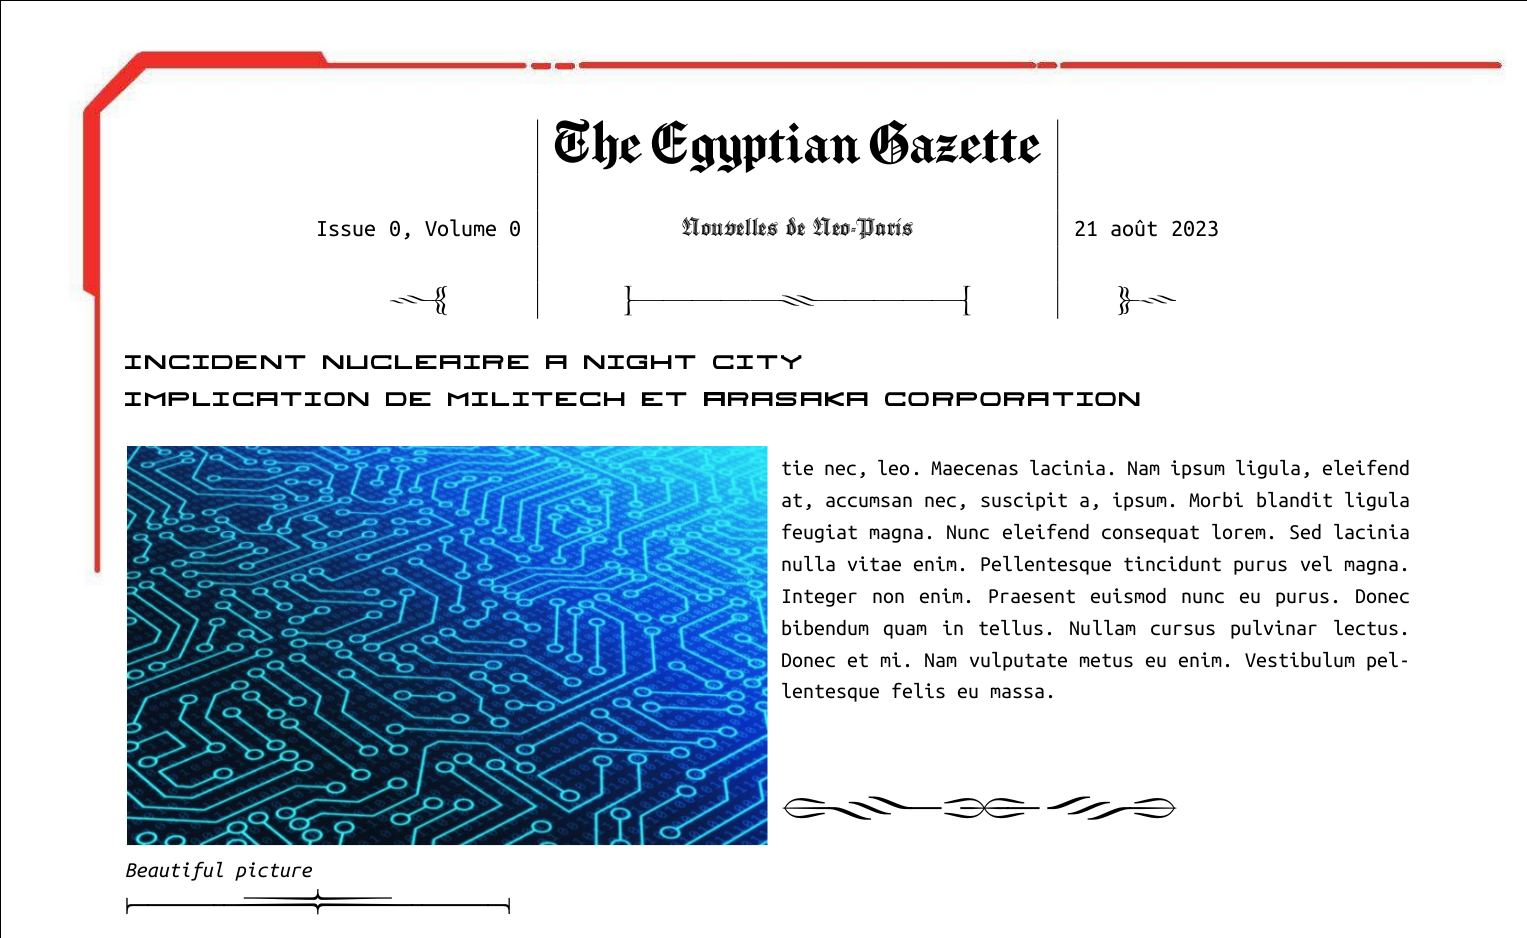 The Egyptian Gazette
Issue 0, Volume 0
Nouvelles de Neo-Paris
21 août 2023
INCIDENT NUCLEAIRE A NIGHT CITY
IMPLICATION DE MILITECH ET ARASAKA CORPORATION
tie nec, leo. Maecenas lacinia. Nam ipsum ligula, eleifend
at, accumsan nec, suscipit a, ipsum. Morbi blandit ligula
feugiat magna. Nunc eleifend consequat lorem. Sed lacinia
nulla vitae enim. Pellentesque tincidunt purus vel magna.
Integer non enim. Praesent euismod nunc eu purus. Donec
bibendum quam in tellus. Nullam cursus pulvinar lectus.
Donec et mi. Nam vulputate metus eu enim. Vestibulum pel-
lentesque felis eu massa.
Beautiful picture